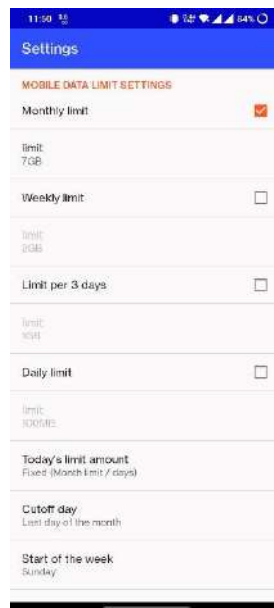 11:50
84%
Settings
MOBILE DATA LIMIT SETTINGS
Monthly limit
limit
7GB
Weekly limit
limit
2GB
Limit per 3 days
limit
1GB
Daily limit
limit
100MB
Today's limit amount
Fixed (Month limit / days)
Cutoff day
Last day of the month
Start of the week
Sunday